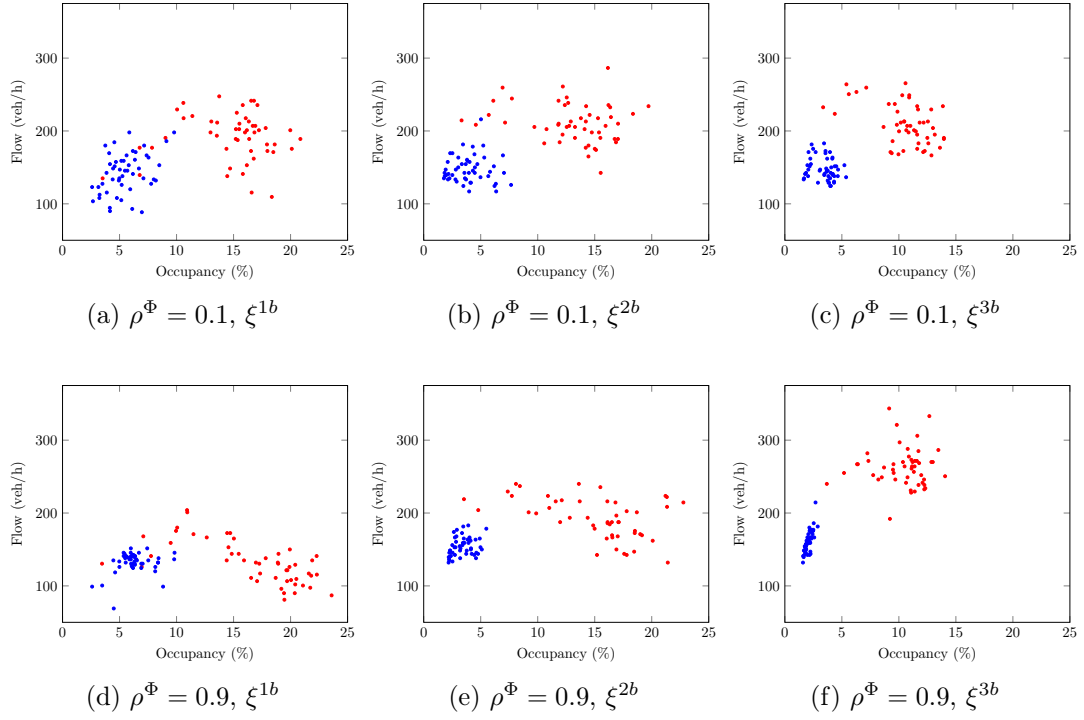 300
200
100
Flow (veh/h)
0 5 10 15 20 25
Occupancy (%)
(a) ρ^Φ = 0.1, ξ^{1b}
300
200
100
Flow (veh/h)
0 5 10 15 20 25
Occupancy (%)
(b) ρ^Φ = 0.1, ξ^{2b}
300
200
100
Flow (veh/h)
0 5 10 15 20 25
Occupancy (%)
(c) ρ^Φ = 0.1, ξ^{3b}
300
200
100
Flow (veh/h)
0 5 10 15 20 25
Occupancy (%)
(d) ρ^Φ = 0.9, ξ^{1b}
300
200
100
Flow (veh/h)
0 5 10 15 20 25
Occupancy (%)
(e) ρ^Φ = 0.9, ξ^{2b}
300
200
100
Flow (veh/h)
0 5 10 15 20 25
Occupancy (%)
(f) ρ^Φ = 0.9, ξ^{3b}